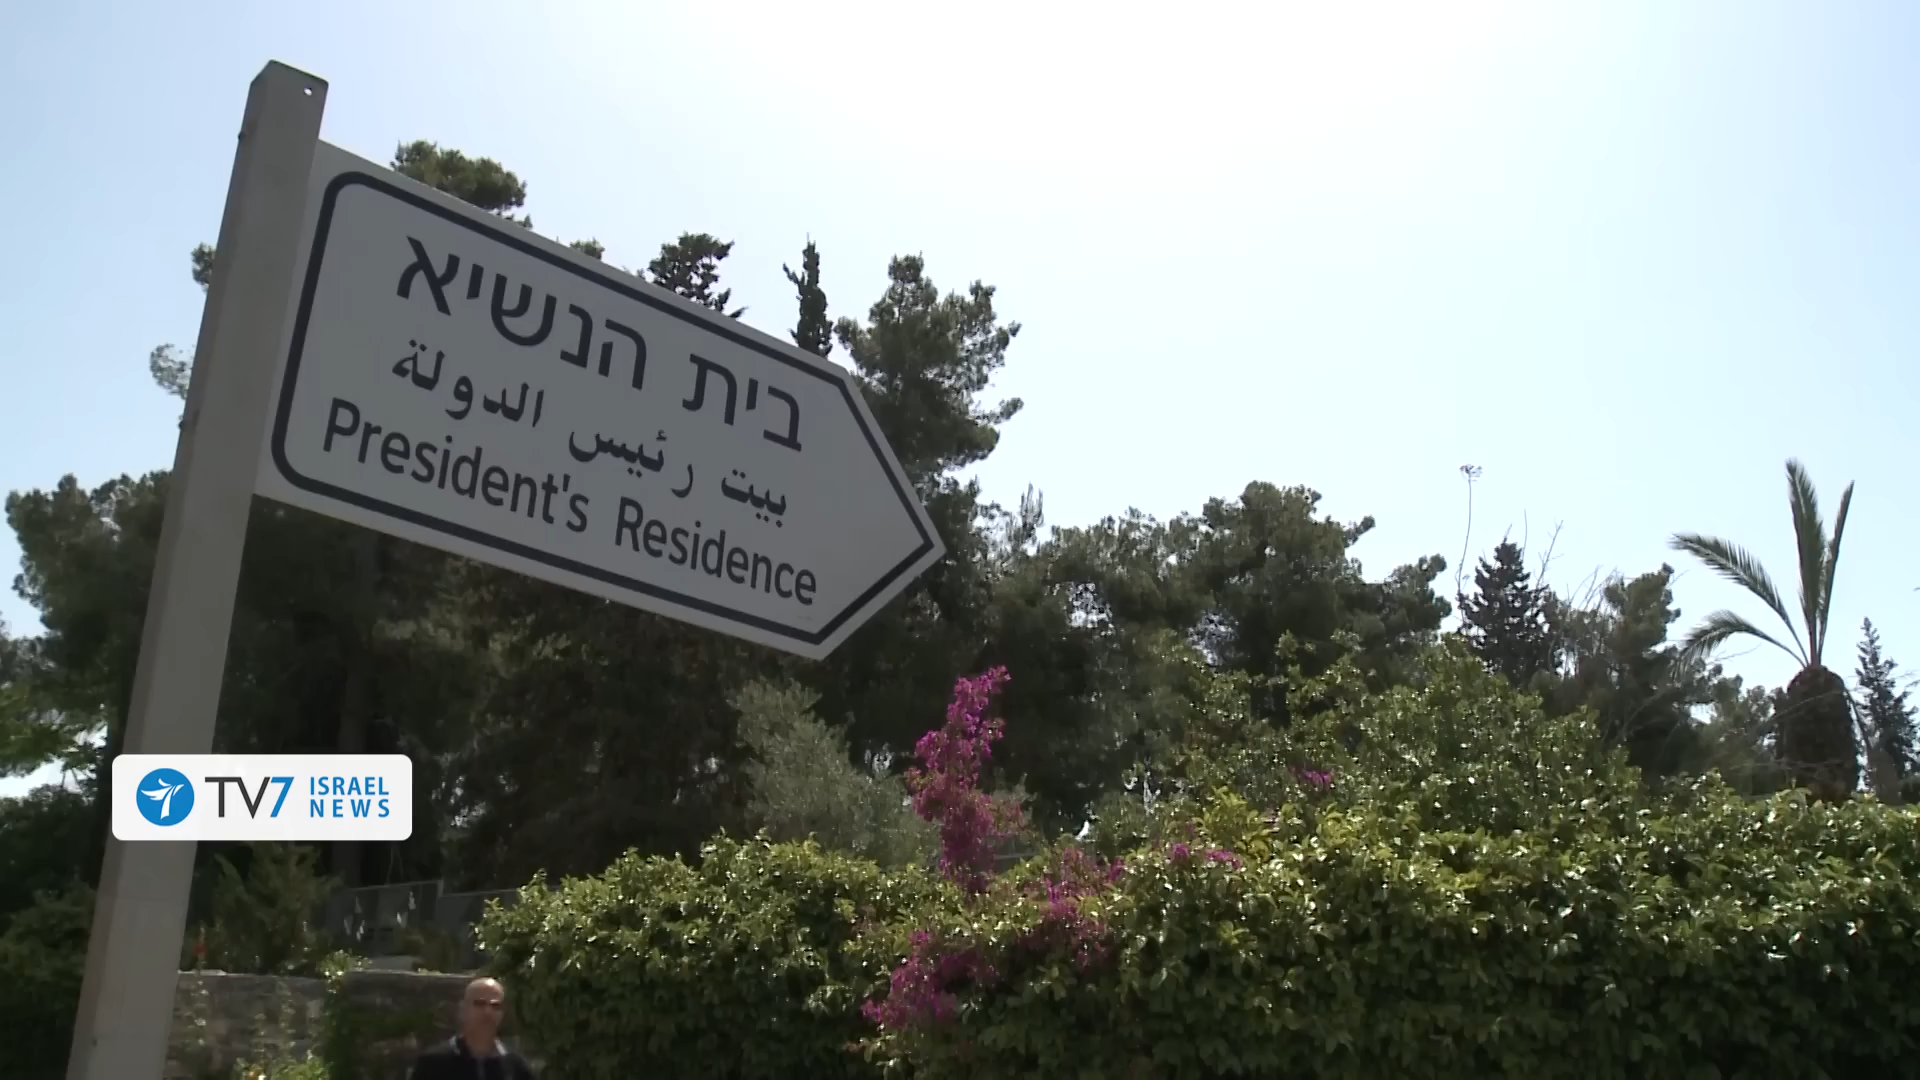 בית הנשיא
بيت رئيس الدولة
President's Residence
TV7 ISRAEL NEWS